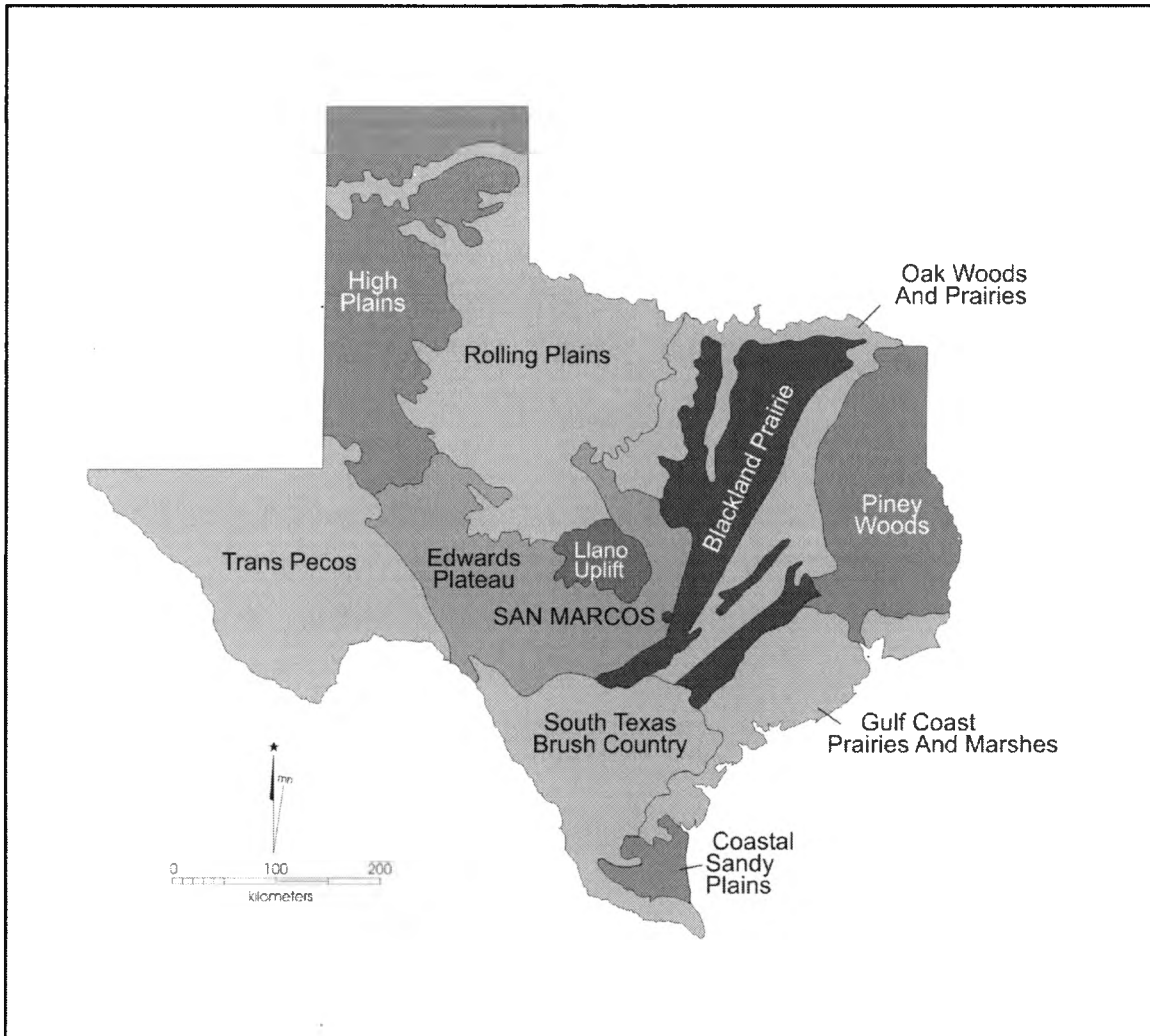 High
Plains
Oak Woods
And Prairies
Rolling Plains
Blackland Prairie
Piney
Woods
Trans Pecos
Edwards
Plateau
Llano
Uplift
SAN MARCOS
South Texas
Brush Country
Gulf Coast
Prairies And Marshes
mn
Coastal
Sandy
Plains
0 100 200
kilometers